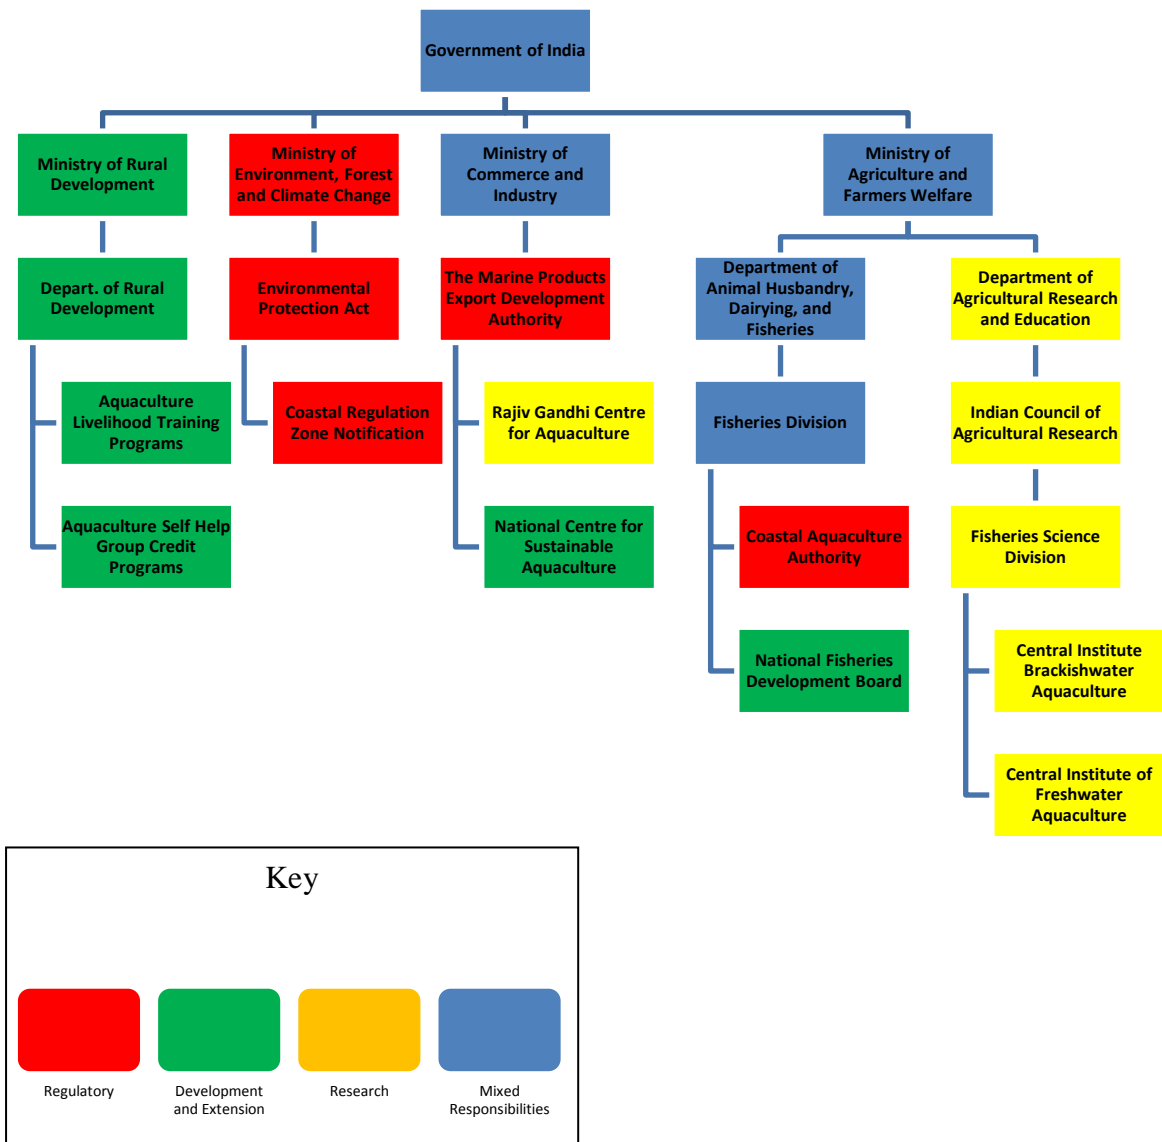 Government of India
Ministry of Rural
Development
Ministry of
Environment, Forest
and Climate Change
Ministry of
Commerce and
Industry
Ministry of
Agriculture and
Farmers Welfare
Depart. of Rural
Development
Environmental
Protection Act
The Marine Products
Export Development
Authority
Department of
Animal Husbandry,
Dairying, and
Fisheries
Department of
Agricultural Research
and Education
Aquaculture
Livelihood Training
Programs
Coastal Regulation
Zone Notification
Rajiv Gandhi Centre
for Aquaculture
Fisheries Division
Indian Council of
Agricultural Research
Aquaculture Self Help
Group Credit
Programs
National Centre for
Sustainable
Aquaculture
Coastal Aquaculture
Authority
Fisheries Science
Division
National Fisheries
Development Board
Central Institute
Brackishwater
Aquaculture
Central Institute of
Freshwater
Aquaculture
Key
Regulatory
Development
and Extension
Research
Mixed
Responsibilities